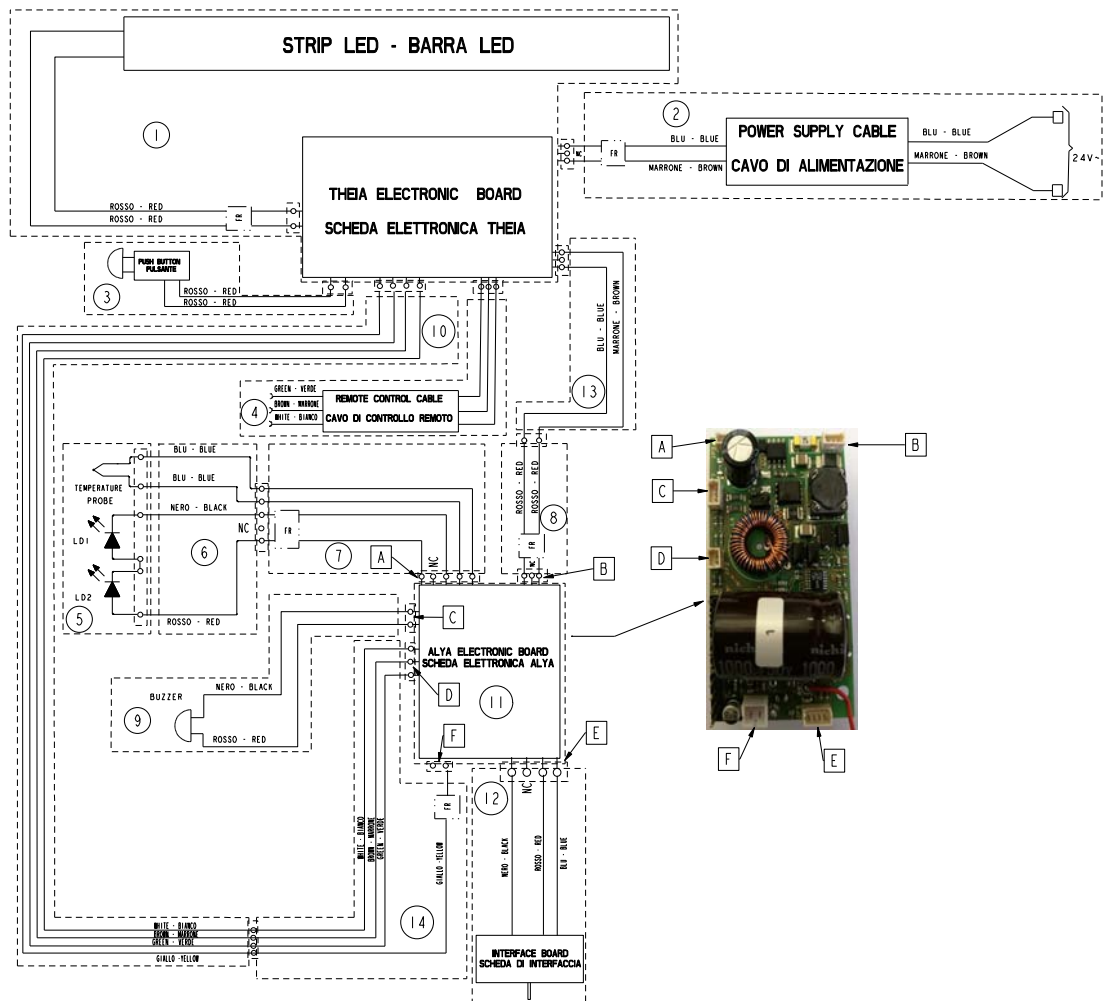 STRIP LED - BARRA LED
1
2
BLU - BLUE
FR
NC
MARRONE - BROWN
POWER SUPPLY CABLE
CAVO DI ALIMENTAZIONE
BLU - BLUE
MARRONE - BROWN
24V~
THEIA ELECTRONIC BOARD
SCHEDA ELETTRONICA THEIA
ROSSO - RED
ROSSO - RED
FR
PUSH BUTTON
PULSANTE
3
ROSSO - RED
ROSSO - RED
10
BLU - BLUE
MARRONE - BROWN
13
GREEN - VERDE
BROWN - MARRONE
WHITE - BIANCO
4
REMOTE CONTROL CABLE
CAVO DI CONTROLLO REMOTO
BLU - BLUE
BLU - BLUE
TEMPERATURE
PROBE
NERO - BLACK
NC
FR
LD1
LD2
5
6
7
ROSSO - RED
ROSSO - RED
ROSSO - RED
8
FR
NC
A
NC
B
C
ALYA ELECTRONIC BOARD
SCHEDA ELETTRONICA ALYA
D
11
NERO - BLACK
BUZZER
9
ROSSO - RED
F
E
FR
12
NC
WHITE - BIANCO
BROWN - MARRONE
GREEN - VERDE
GIALLO - YELLOW
NERO - BLACK
ROSSO - RED
BLU - BLUE
14
WHITE - BIANCO
BROWN - MARRONE
GREEN - VERDE
GIALLO - YELLOW
INTERFACE BOARD
SCHEDA DI INTERFACCIA
A
B
C
D
nichi
1000
F
E